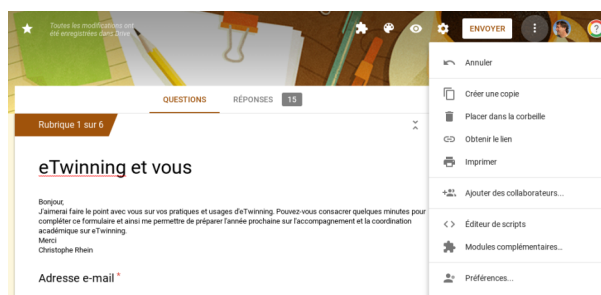 Toutes les modifications ont
été enregistrées dans Drive
ENVOYER
QUESTIONS
RÉPONSES 15
Rubrique 1 sur 6
eTwinning et vous
Bonjour,
J'aimerai faire le point avec vous sur vos pratiques et usages d'eTwinning. Pouvez-vous consacrer quelques minutes pour
compléter ce formulaire et ainsi me permettre de préparer l'année prochaine sur l'accompagnement et la coordination
académique sur eTwinning.
Merci
Christophe Rhein
Adresse e-mail *
Annuler
Créer une copie
Placer dans la corbeille
Obtenir le lien
Imprimer
Ajouter des collaborateurs...
Éditeur de scripts
Modules complémentaires...
Préférences...